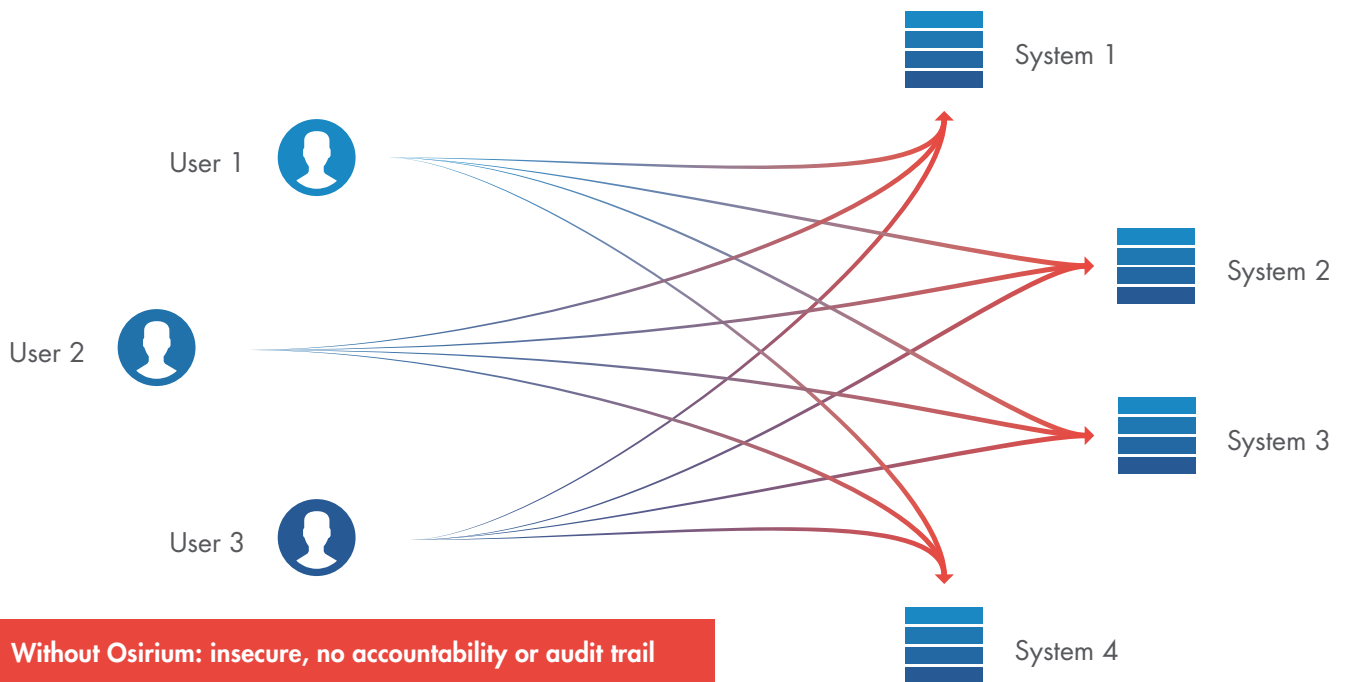 System 1
User 1
System 2
User 2
System 3
User 3
Without Osirium: insecure, no accountability or audit trail
System 4